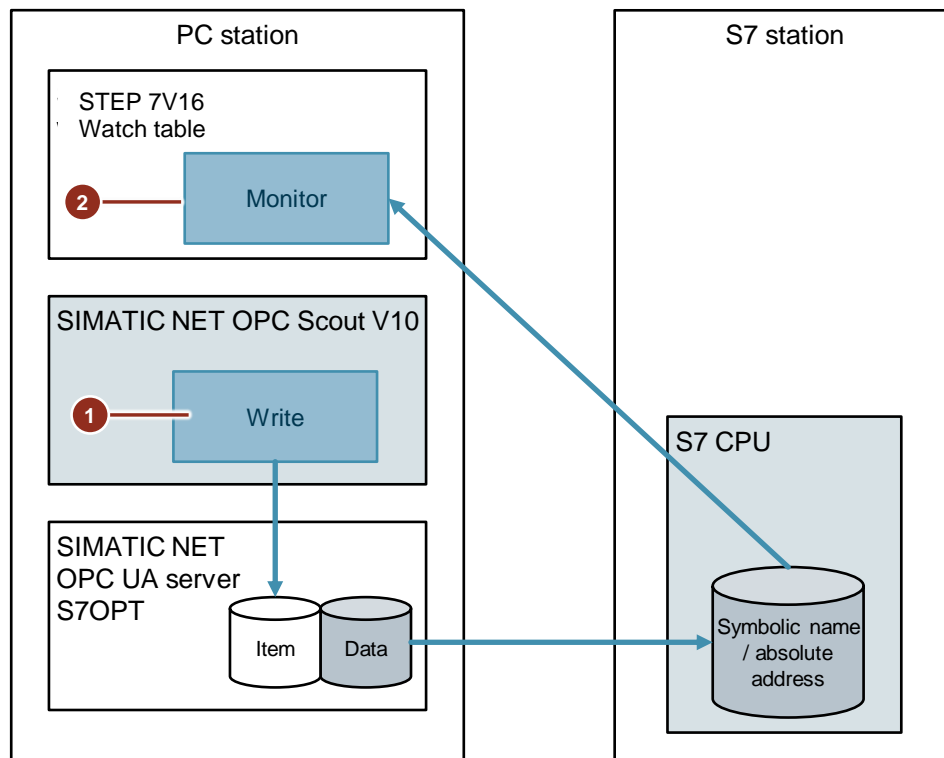 PC station
STEP 7V16
Watch table
2
Monitor
SIMATIC NET OPC Scout V10
1
Write
SIMATIC NET
OPC UA server
S7OPT
Item
Data
S7 station
S7 CPU
Symbolic name
/ absolute
address